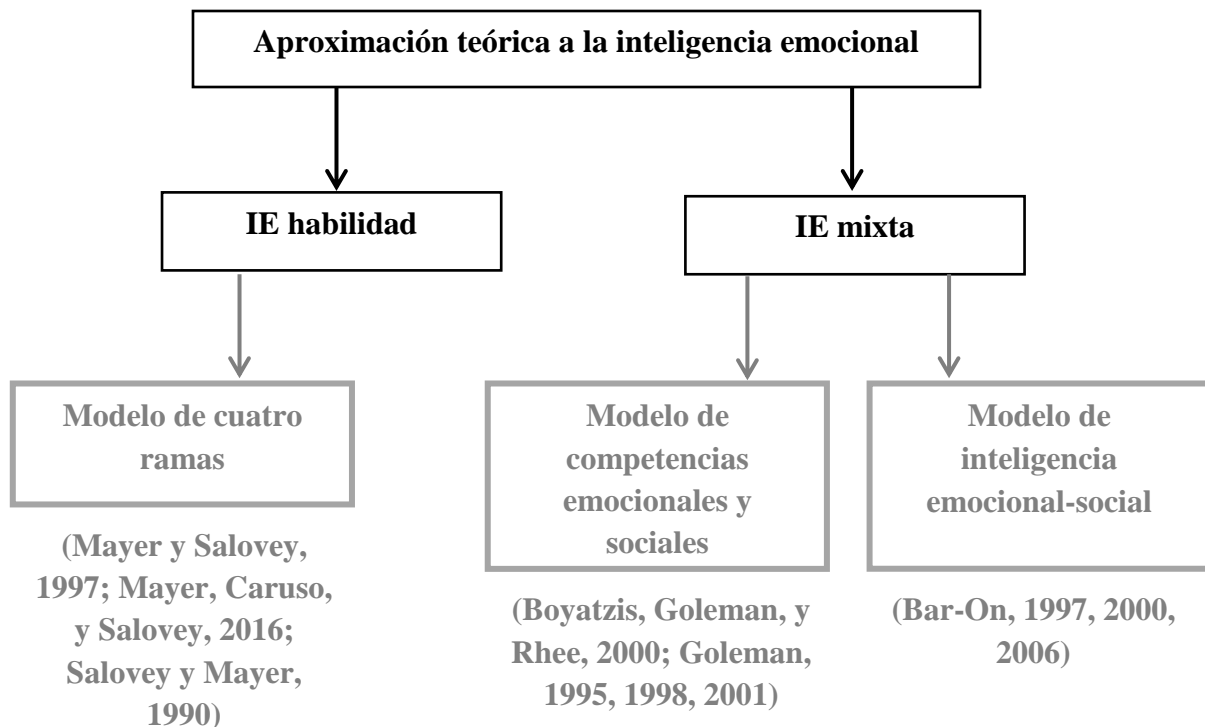 Aproximación teórica a la inteligencia emocional
IE habilidad
IE mixta
Modelo de cuatro
ramas
(Mayer y Salovey,
1997; Mayer, Caruso,
y Salovey, 2016;
Salovey y Mayer,
1990)
Modelo de
competencias
emocionales y
sociales
(Boyatzis, Goleman, y
Rhee, 2000; Goleman,
1995, 1998, 2001)
Modelo de
inteligencia
emocional-social
(Bar-On, 1997, 2000,
2006)